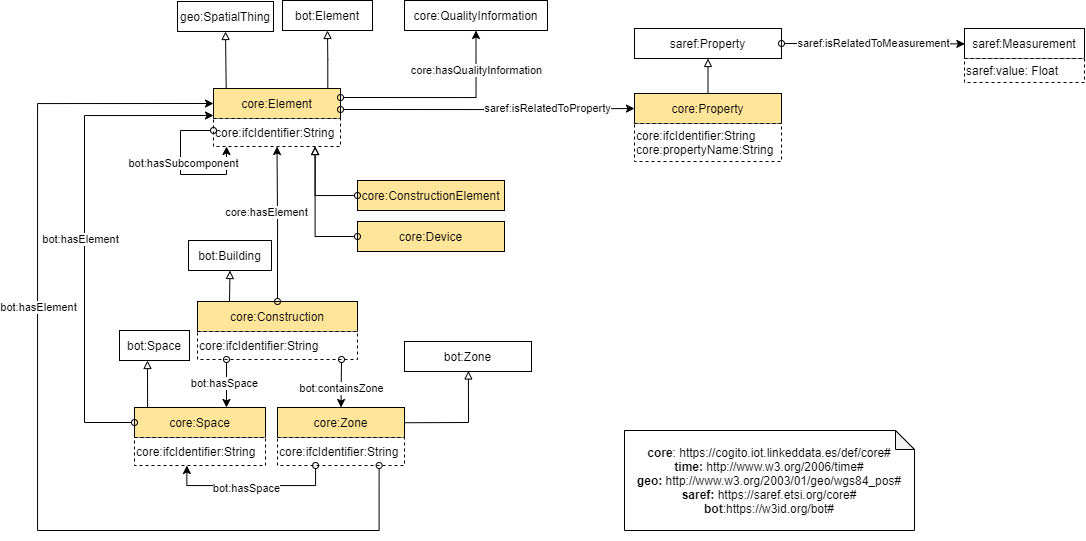 geo:SpatialThing
bot:Element
core:QualityInformation
saref:Property
saref:isRelatedToMeasurement
saref:Measurement
saref:value: Float
core:hasQualityInformation
core:Element
saref:isRelatedToProperty
core:Property
core:ifcIdentifier:String
core:ifcIdentifier:String
core:propertyName:String
bot:hasSubcomponent
core:ConstructionElement
core:hasElement
core:Device
bot:hasElement
bot:Building
bot:hasElement
core:Construction
core:ifcIdentifier:String
bot:Space
bot:Zone
bot:hasSpace
bot:containsZone
core:Space
core:Zone
core:ifcIdentifier:String
core:ifcIdentifier:String
bot:hasSpace
core: https://cogito.iot.linkeddata.es/def/core#
time: http://www.w3.org/2006/time#
geo: http://www.w3.org/2003/01/geo/wgs84_pos#
saref: https://saref.etsi.org/core#
bot:https://w3id.org/bot#